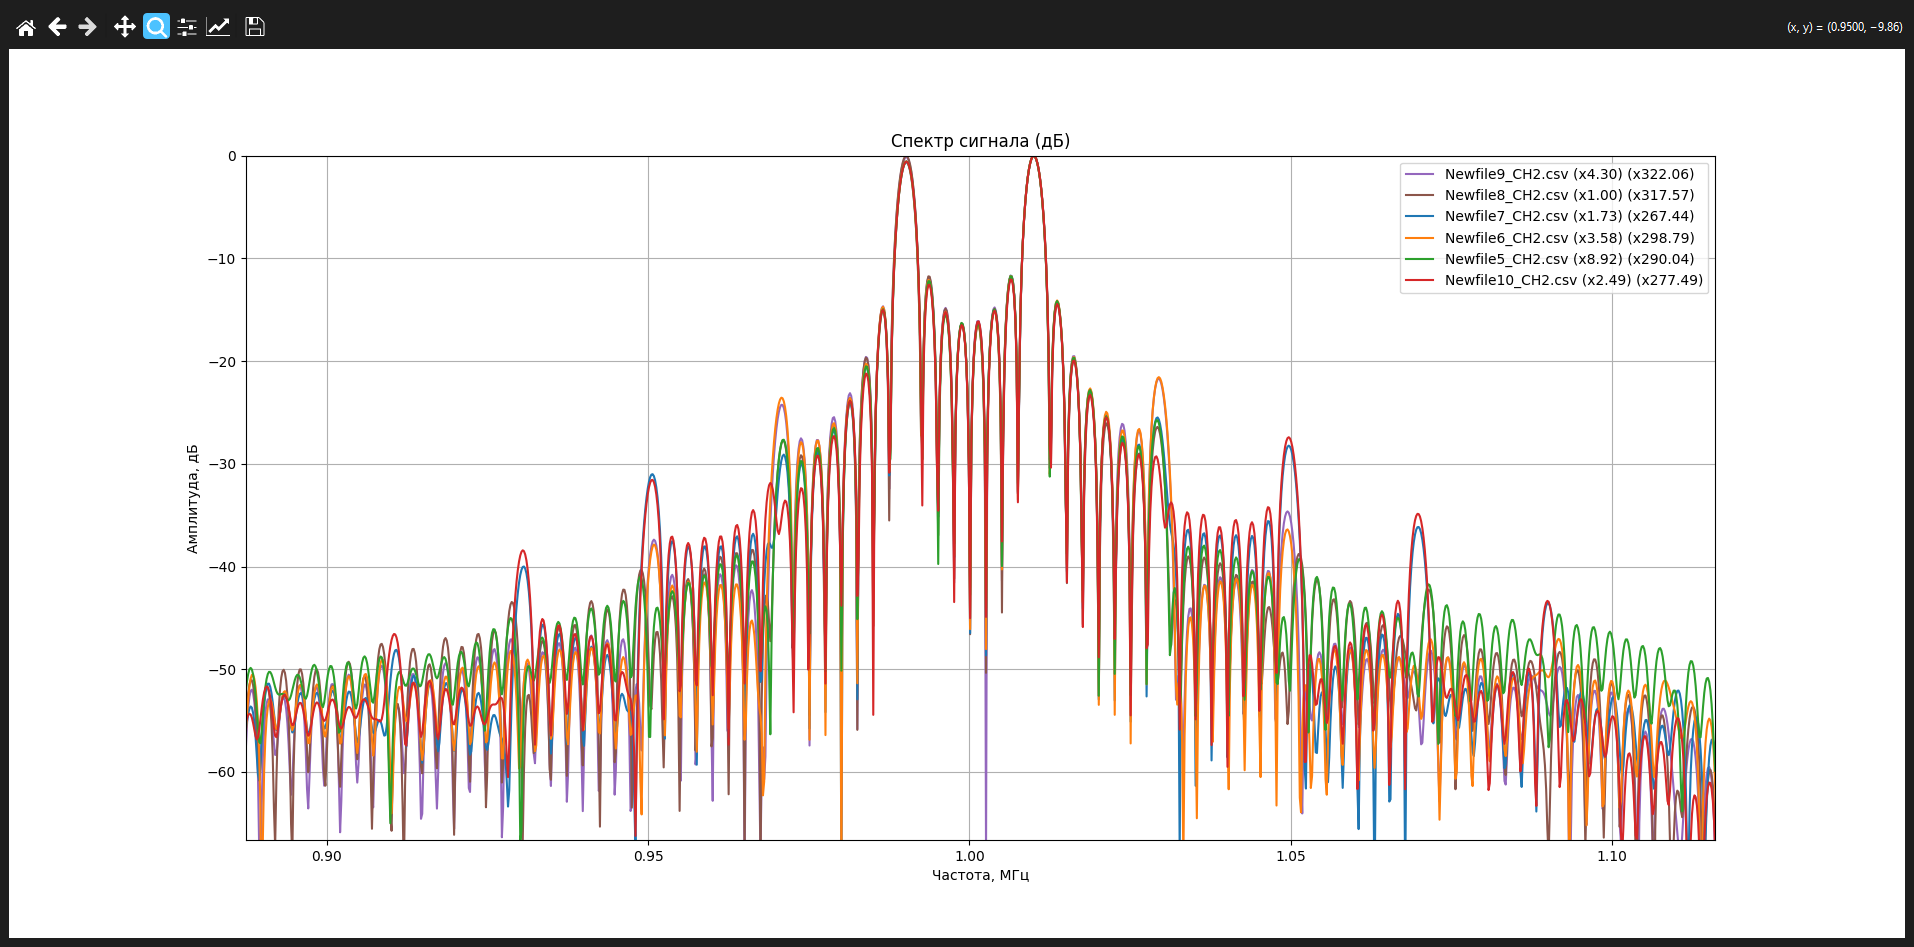 (x, y) = (0.9500, −9.86)
Спектр сигнала (дБ)
Newfile9_CH2.csv (x4.30) (x322.06)
Newfile8_CH2.csv (x1.00) (x317.57)
Newfile7_CH2.csv (x1.73) (x267.44)
Newfile6_CH2.csv (x3.58) (x298.79)
Newfile5_CH2.csv (x8.92) (x290.04)
Newfile10_CH2.csv (x2.49) (x277.49)
Амплитуда, дБ
0
−10
−20
−30
−40
−50
−60
0.90 0.95 1.00 1.05 1.10
Частота, МГц